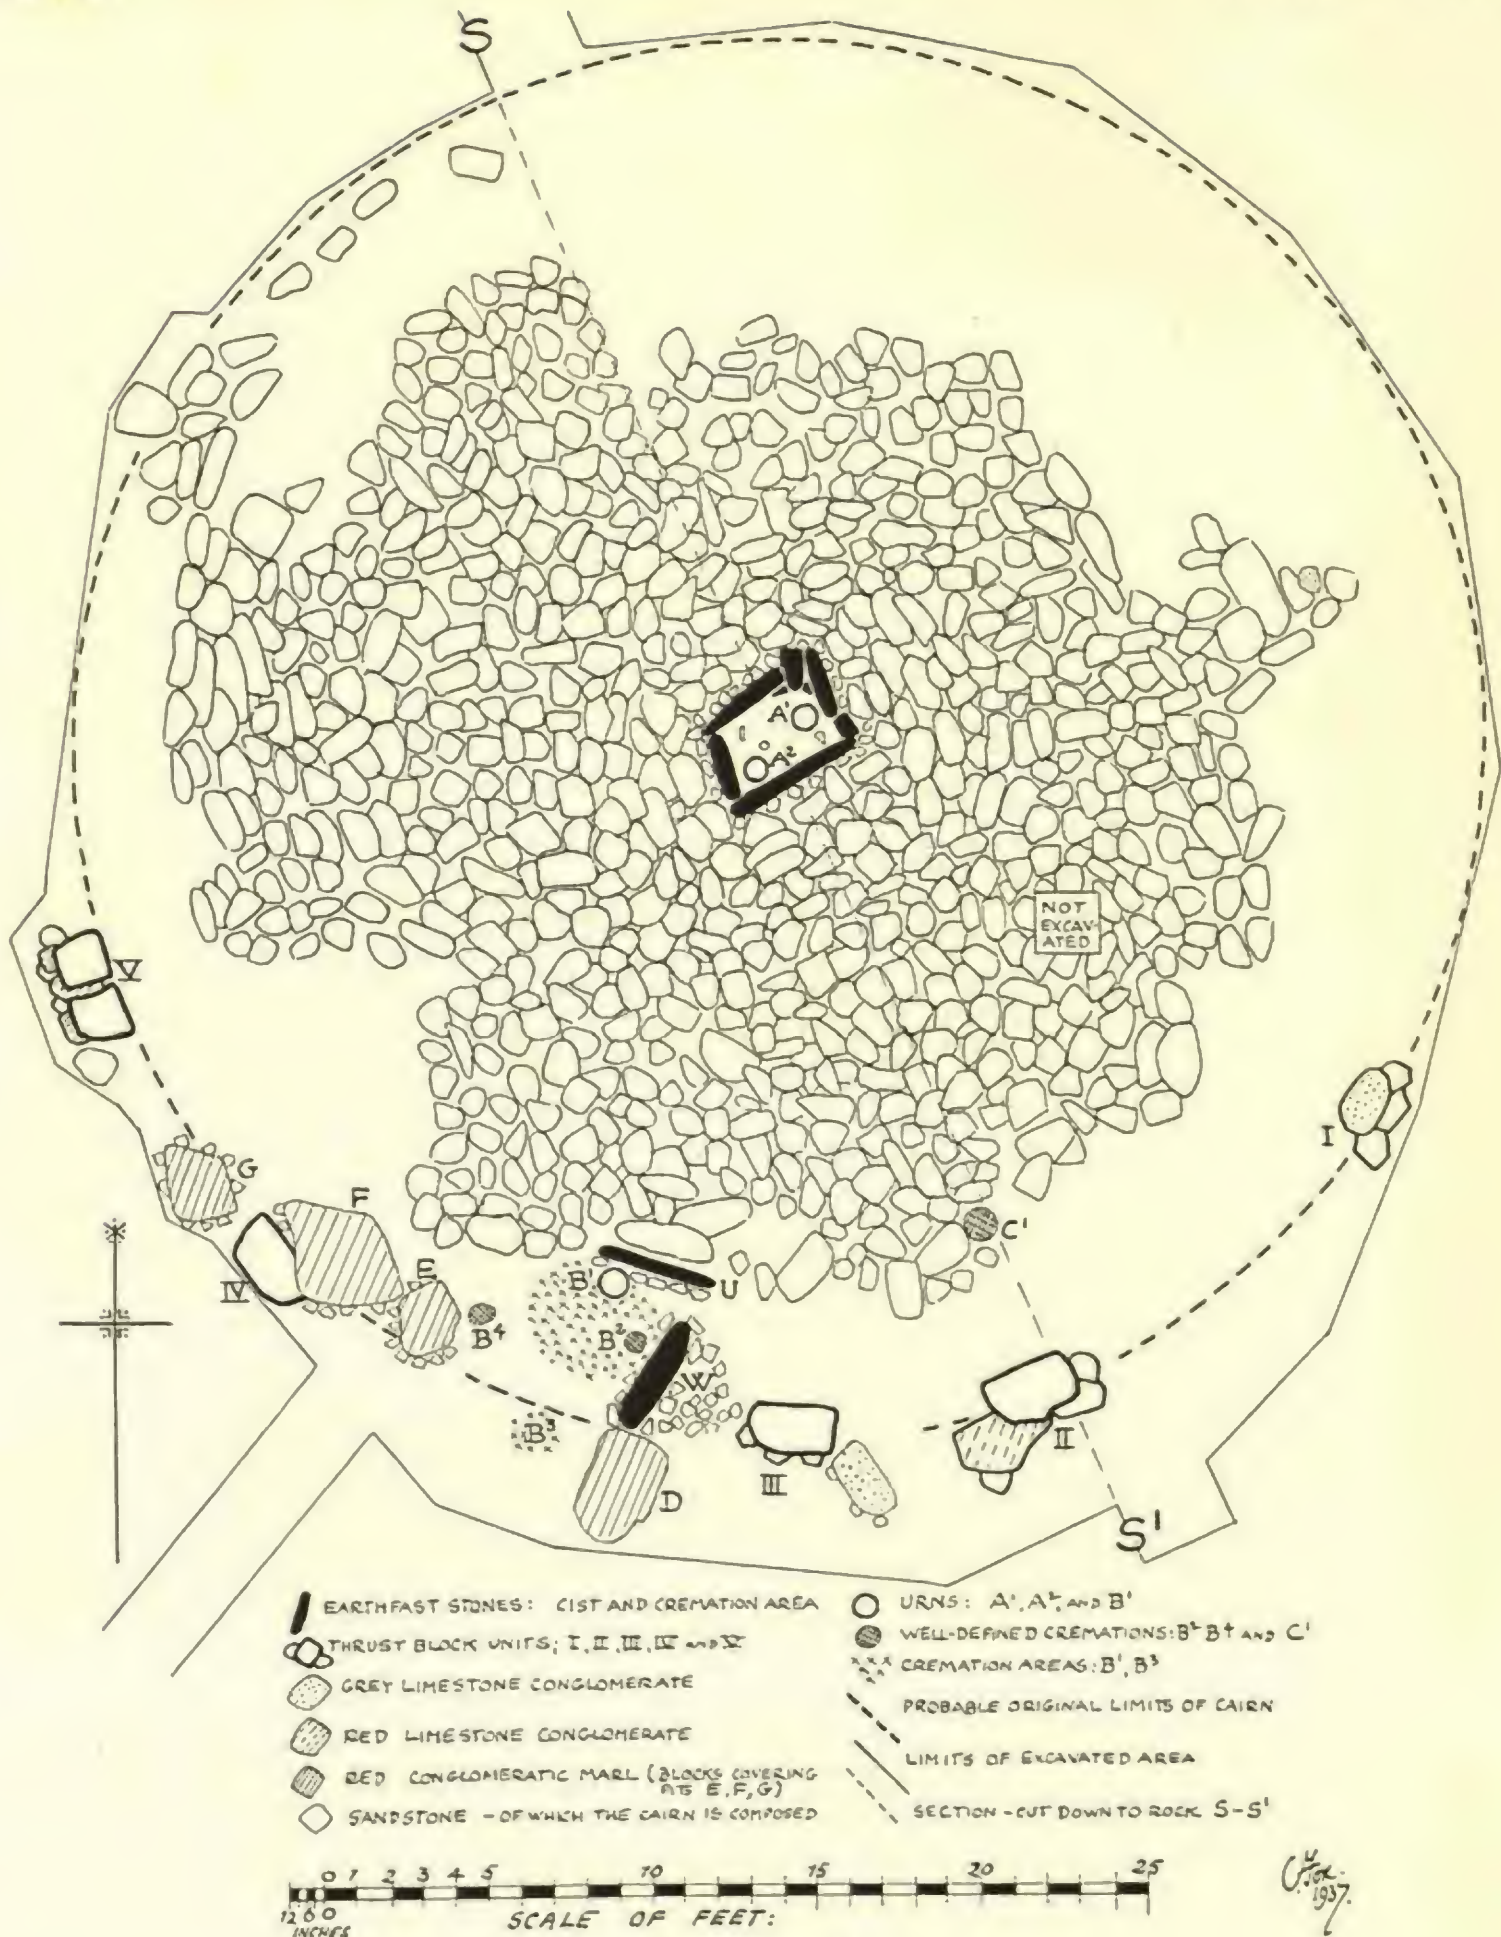 S
A¹
A²
NOT
EXCAV-
ATED
V
I
G
F
C¹
E
IV
B¹
U
B⁴
B²
W
B³
II
III
D
S¹
EARTHFAST STONES: CIST AND CREMATION AREA
THRUST BLOCK UNITS; I, II, III, IV AND V
GREY LIMESTONE CONGLOMERATE
RED LIMESTONE CONGLOMERATE
RED CONGLOMERATIC MARL (BLOCKS COVERING
PITS E, F, G)
SANDSTONE - OF WHICH THE CAIRN IS COMPOSED
URNS: A¹, A², AND B¹
WELL-DEFINED CREMATIONS: B² B⁴ AND C¹
CREMATION AREAS: B¹, B³
PROBABLE ORIGINAL LIMITS OF CAIRN
LIMITS OF EXCAVATED AREA
SECTION - CUT DOWN TO ROCK S-S¹
0 1 2 3 4 5 10 15 20 25
12 6 0
INCHES
SCALE OF FEET:
Fox
1937.